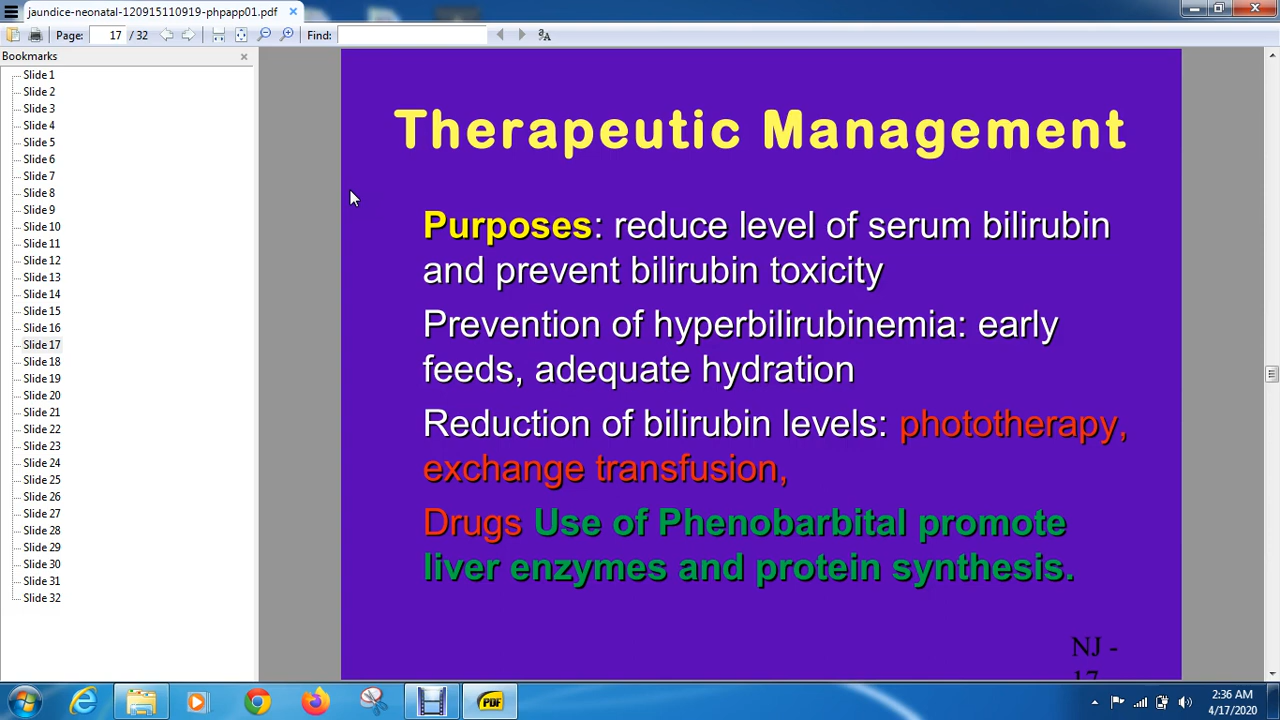 jaundice-neonatal-120915110919-phpapp01.pdf
Page: 17 / 32 Find:
Bookmarks
Slide 1
Slide 2
Slide 3
Slide 4
Slide 5
Slide 6
Slide 7
Slide 8
Slide 9
Slide 10
Slide 11
Slide 12
Slide 13
Slide 14
Slide 15
Slide 16
Slide 17
Slide 18
Slide 19
Slide 20
Slide 21
Slide 22
Slide 23
Slide 24
Slide 25
Slide 26
Slide 27
Slide 28
Slide 29
Slide 30
Slide 31
Slide 32
Therapeutic Management
Purposes: reduce level of serum bilirubin
and prevent bilirubin toxicity
Prevention of hyperbilirubinemia: early
feeds, adequate hydration
Reduction of bilirubin levels: phototherapy,
exchange transfusion,
Drugs Use of Phenobarbital promote
liver enzymes and protein synthesis.
NJ -
17
PDF
2:36 AM
4/17/2020